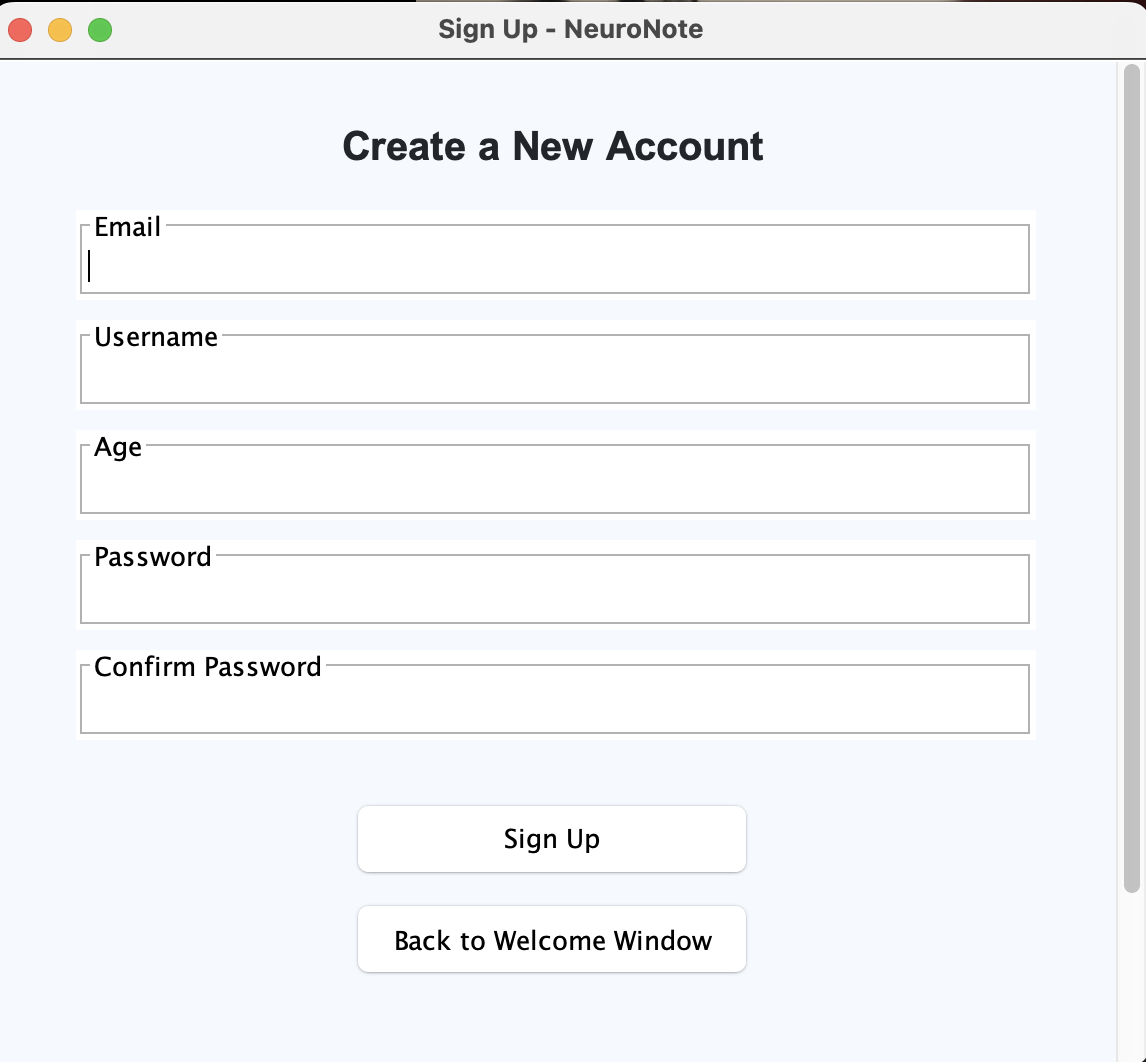 Sign Up - NeuroNote
Create a New Account
Email
Username
Age
Password
Confirm Password
Sign Up
Back to Welcome Window